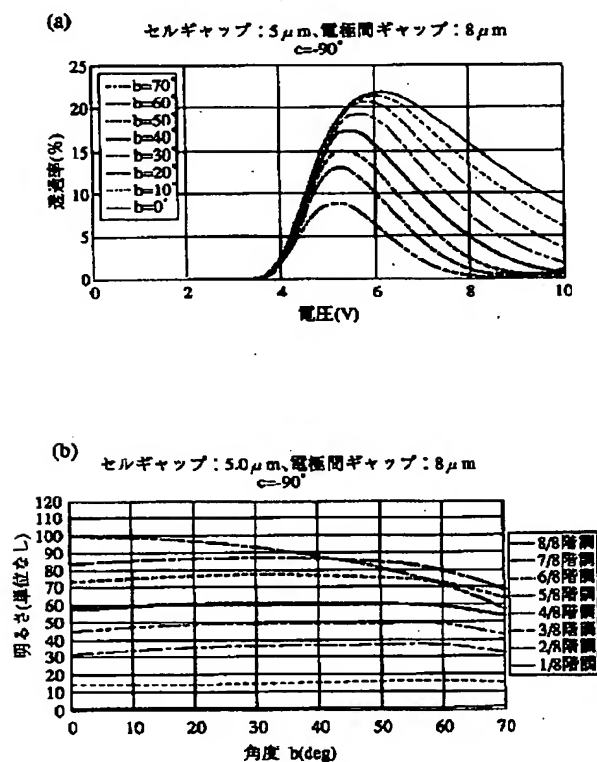 (a)
セルギャップ：5μm、電極間ギャップ：8μm
c=-90°
透過率(%)
25
20
15
10
5
0
b=70°
b=60°
b=50°
b=40°
b=30°
b=20°
b=10°
b=0°
0 2 4 6 8 10
電圧(V)
(b)
セルギャップ：5.0μm、電極間ギャップ：8μm
c=-90°
明るさ(単位なし)
120
110
100
90
80
70
60
50
40
30
20
10
0
8/8階調
7/8階調
6/8階調
5/8階調
4/8階調
3/8階調
2/8階調
1/8階調
0 10 20 30 40 50 60 70
角度 b(deg)